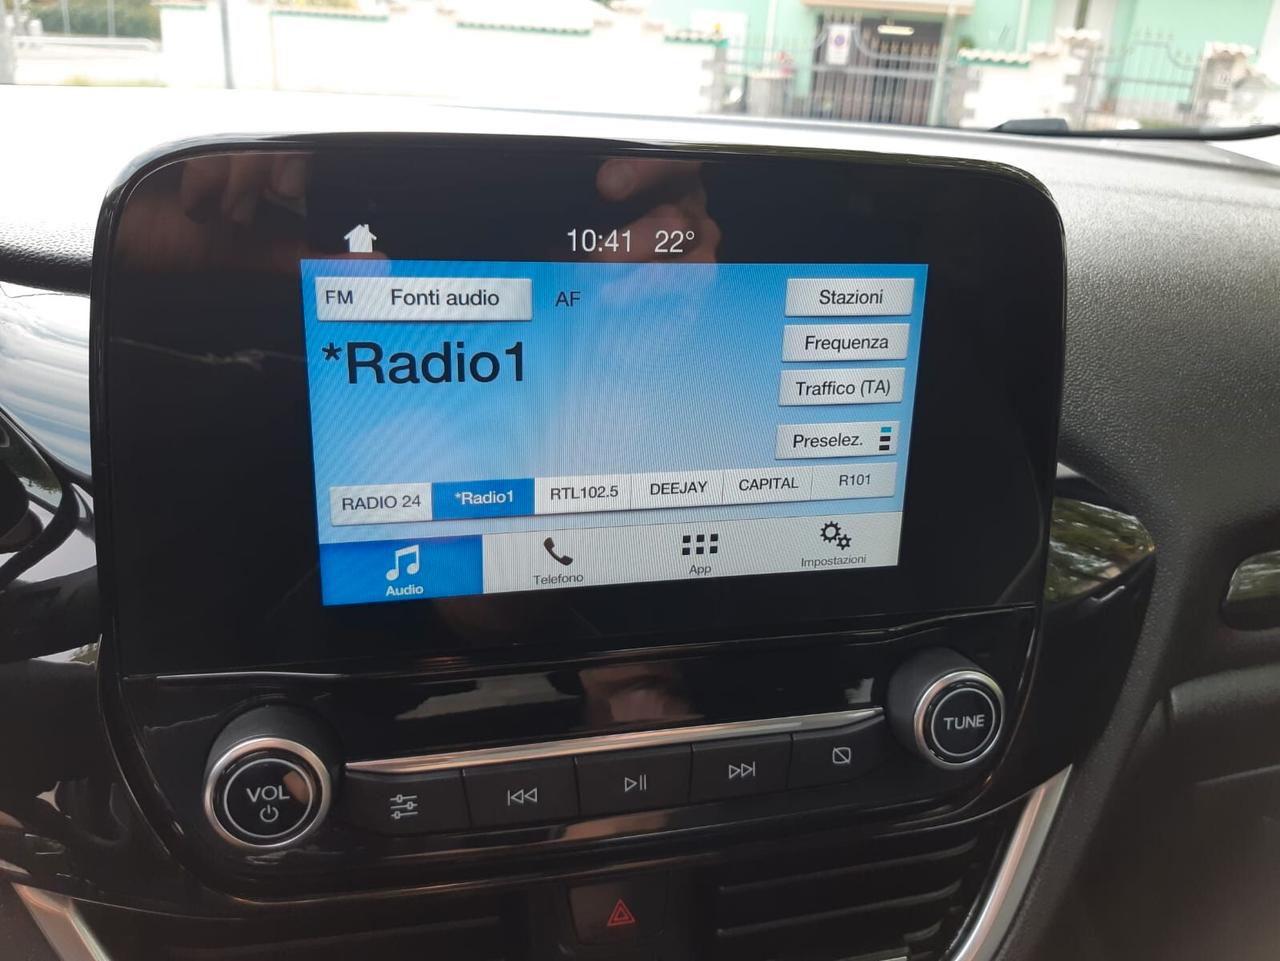 10:41 22°
FM Fonti audio
AF
Stazioni
*Radio1
Frequenza
Traffico (TA)
Preselez.
RADIO 24
*Radio1
RTL102.5
DEEJAY
CAPITAL
R101
Audio
Telefono
App
Impostazioni
VOL
TUNE